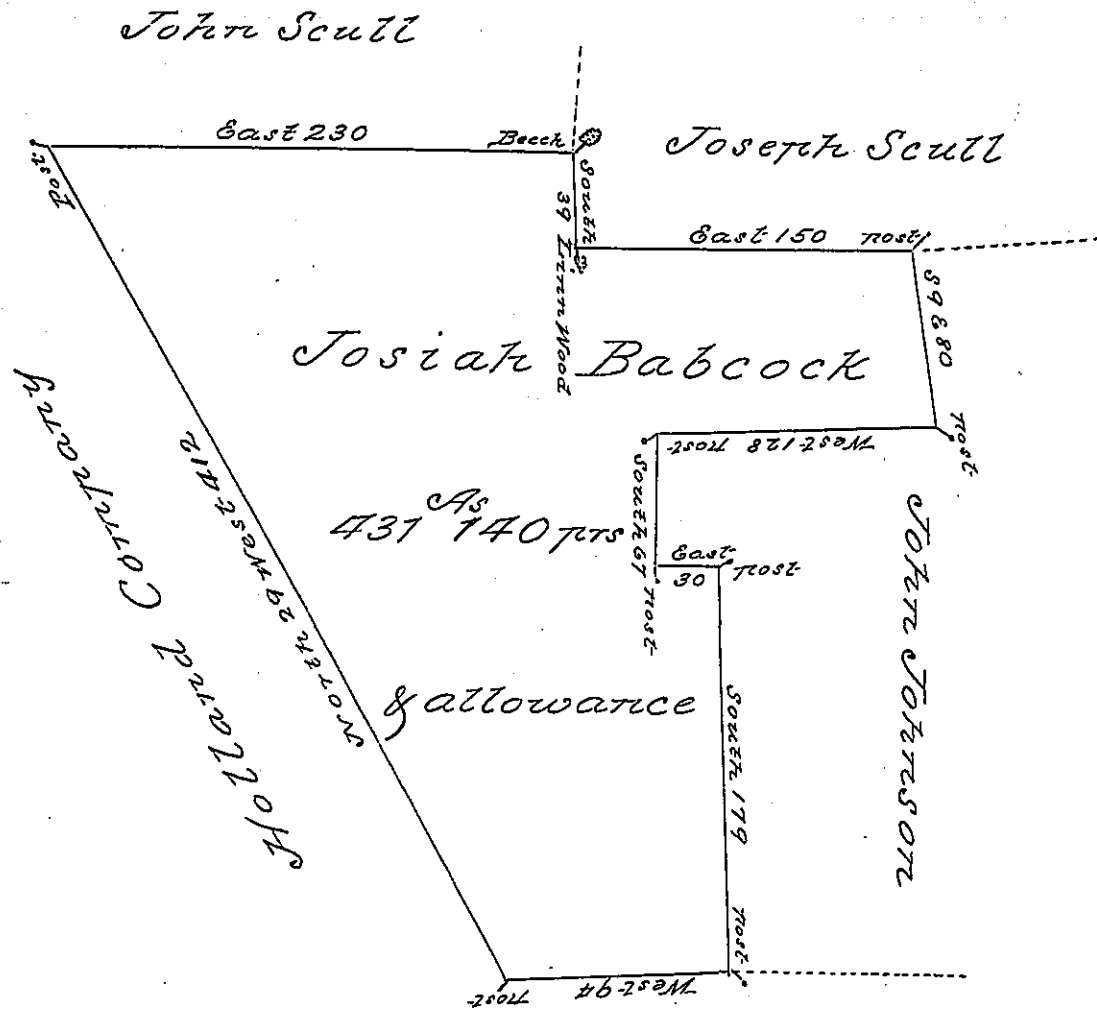 John Scull
East 230
Beech
Joseph Scull
Post
South
39 LinnWood
East 150
Post
S 9 E 80
Josiah Babcock
Post
West 128
Post
Holland Company
North 29 West 412
431 As 140 prs
South 67
Post
East
30
Post
John Johnson
& allowance
South 179
Post
West 94
Post